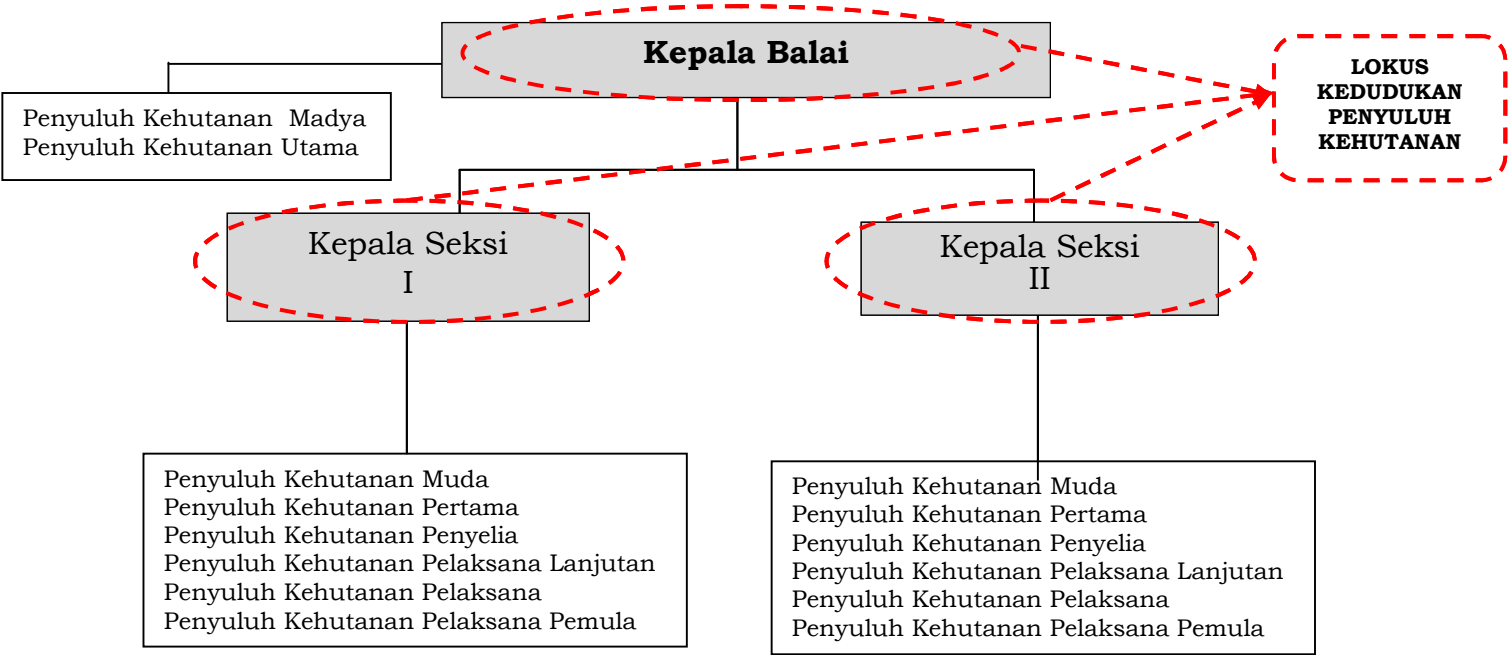 Kepala Balai
LOKUS
KEDUDUKAN
PENYULUH
KEHUTANAN
Penyuluh Kehutanan Madya
Penyuluh Kehutanan Utama
Kepala Seksi
I
Kepala Seksi
II
Penyuluh Kehutanan Muda
Penyuluh Kehutanan Pertama
Penyuluh Kehutanan Penyelia
Penyuluh Kehutanan Pelaksana Lanjutan
Penyuluh Kehutanan Pelaksana
Penyuluh Kehutanan Pelaksana Pemula
Penyuluh Kehutanan Muda
Penyuluh Kehutanan Pertama
Penyuluh Kehutanan Penyelia
Penyuluh Kehutanan Pelaksana Lanjutan
Penyuluh Kehutanan Pelaksana
Penyuluh Kehutanan Pelaksana Pemula